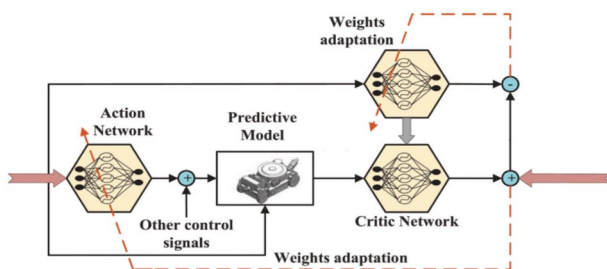 Weights
adaptation
Action
Network
Predictive
Model
-
+
+
Other control
signals
Critic Network
Weights adaptation